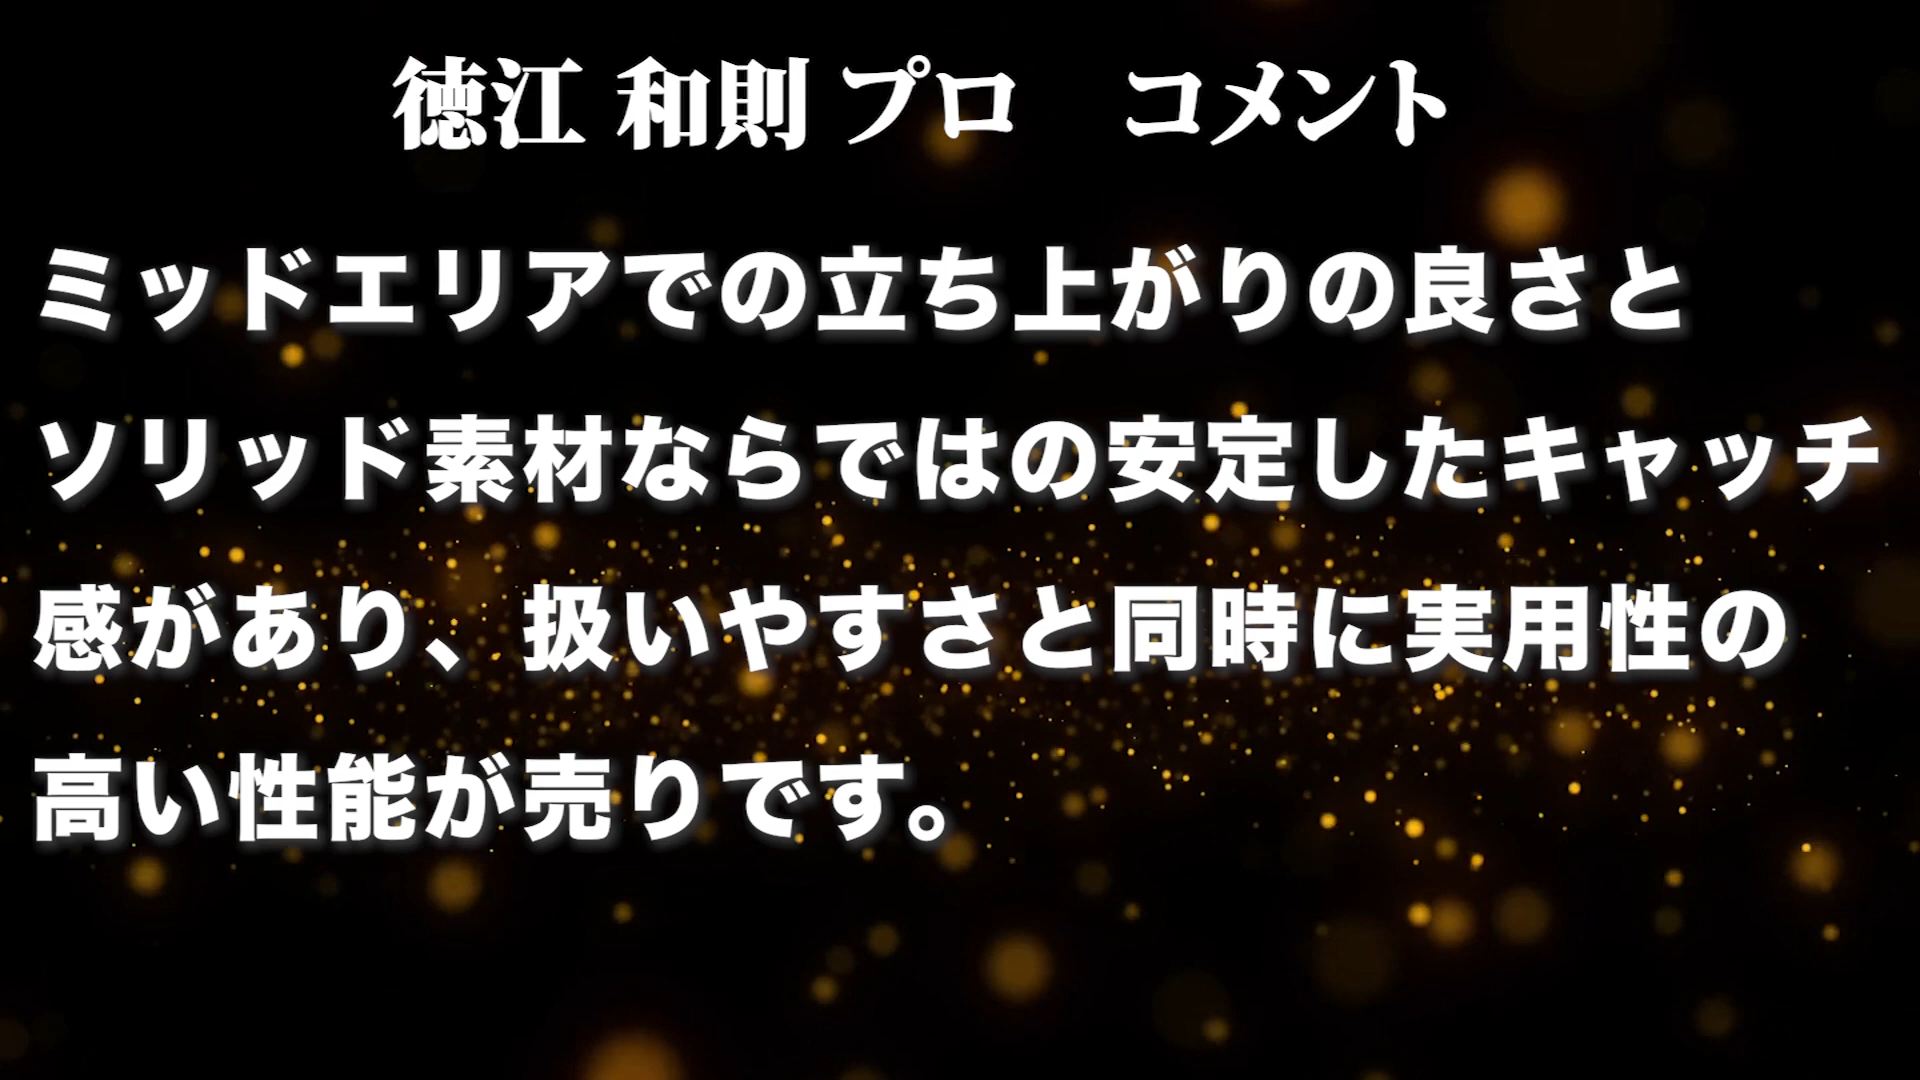 徳江 和則 プロ　コメント
ミッドエリアでの立ち上がりの良さと
ソリッド素材ならではの安定したキャッチ
感があり、扱いやすさと同時に実用性の
高い性能が売りです。